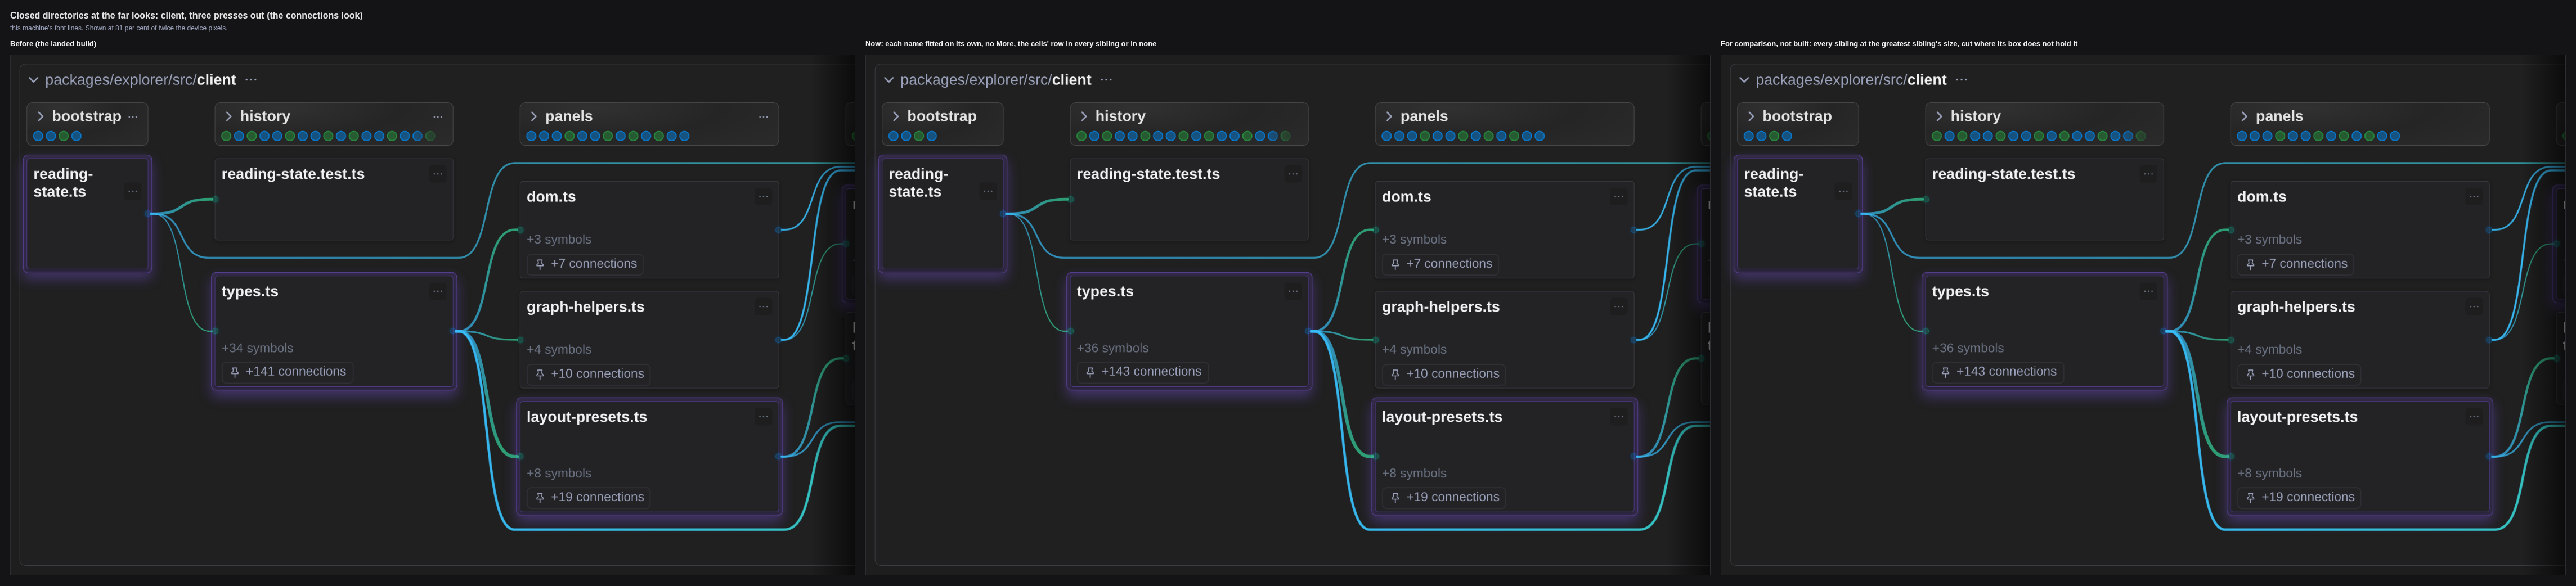 Closed directories at the far looks: client, three presses out (the connections look)
this machine's font lines. Shown at 81 per cent of twice the device pixels.
Before (the landed build)
packages/explorer/src/client ···
bootstrap ···
history ···
panels ···
reading-
state.ts ···
reading-state.test.ts ···
dom.ts ···
+3 symbols
+7 connections
types.ts ···
graph-helpers.ts ···
+34 symbols
+4 symbols
+141 connections
+10 connections
layout-presets.ts ···
+8 symbols
+19 connections
Now: each name fitted on its own, no More, the cells' row in every sibling or in none
packages/explorer/src/client ···
bootstrap
history
panels
reading-
state.ts ···
reading-state.test.ts ···
dom.ts ···
+3 symbols
+7 connections
types.ts ···
graph-helpers.ts ···
+36 symbols
+4 symbols
+143 connections
+10 connections
layout-presets.ts ···
+8 symbols
+19 connections
For comparison, not built: every sibling at the greatest sibling's size, cut where its box does not hold it
packages/explorer/src/client ···
bootstrap
history
panels
reading-
state.ts ···
reading-state.test.ts ···
dom.ts ···
+3 symbols
+7 connections
types.ts ···
graph-helpers.ts ···
+36 symbols
+4 symbols
+143 connections
+10 connections
layout-presets.ts ···
+8 symbols
+19 connections